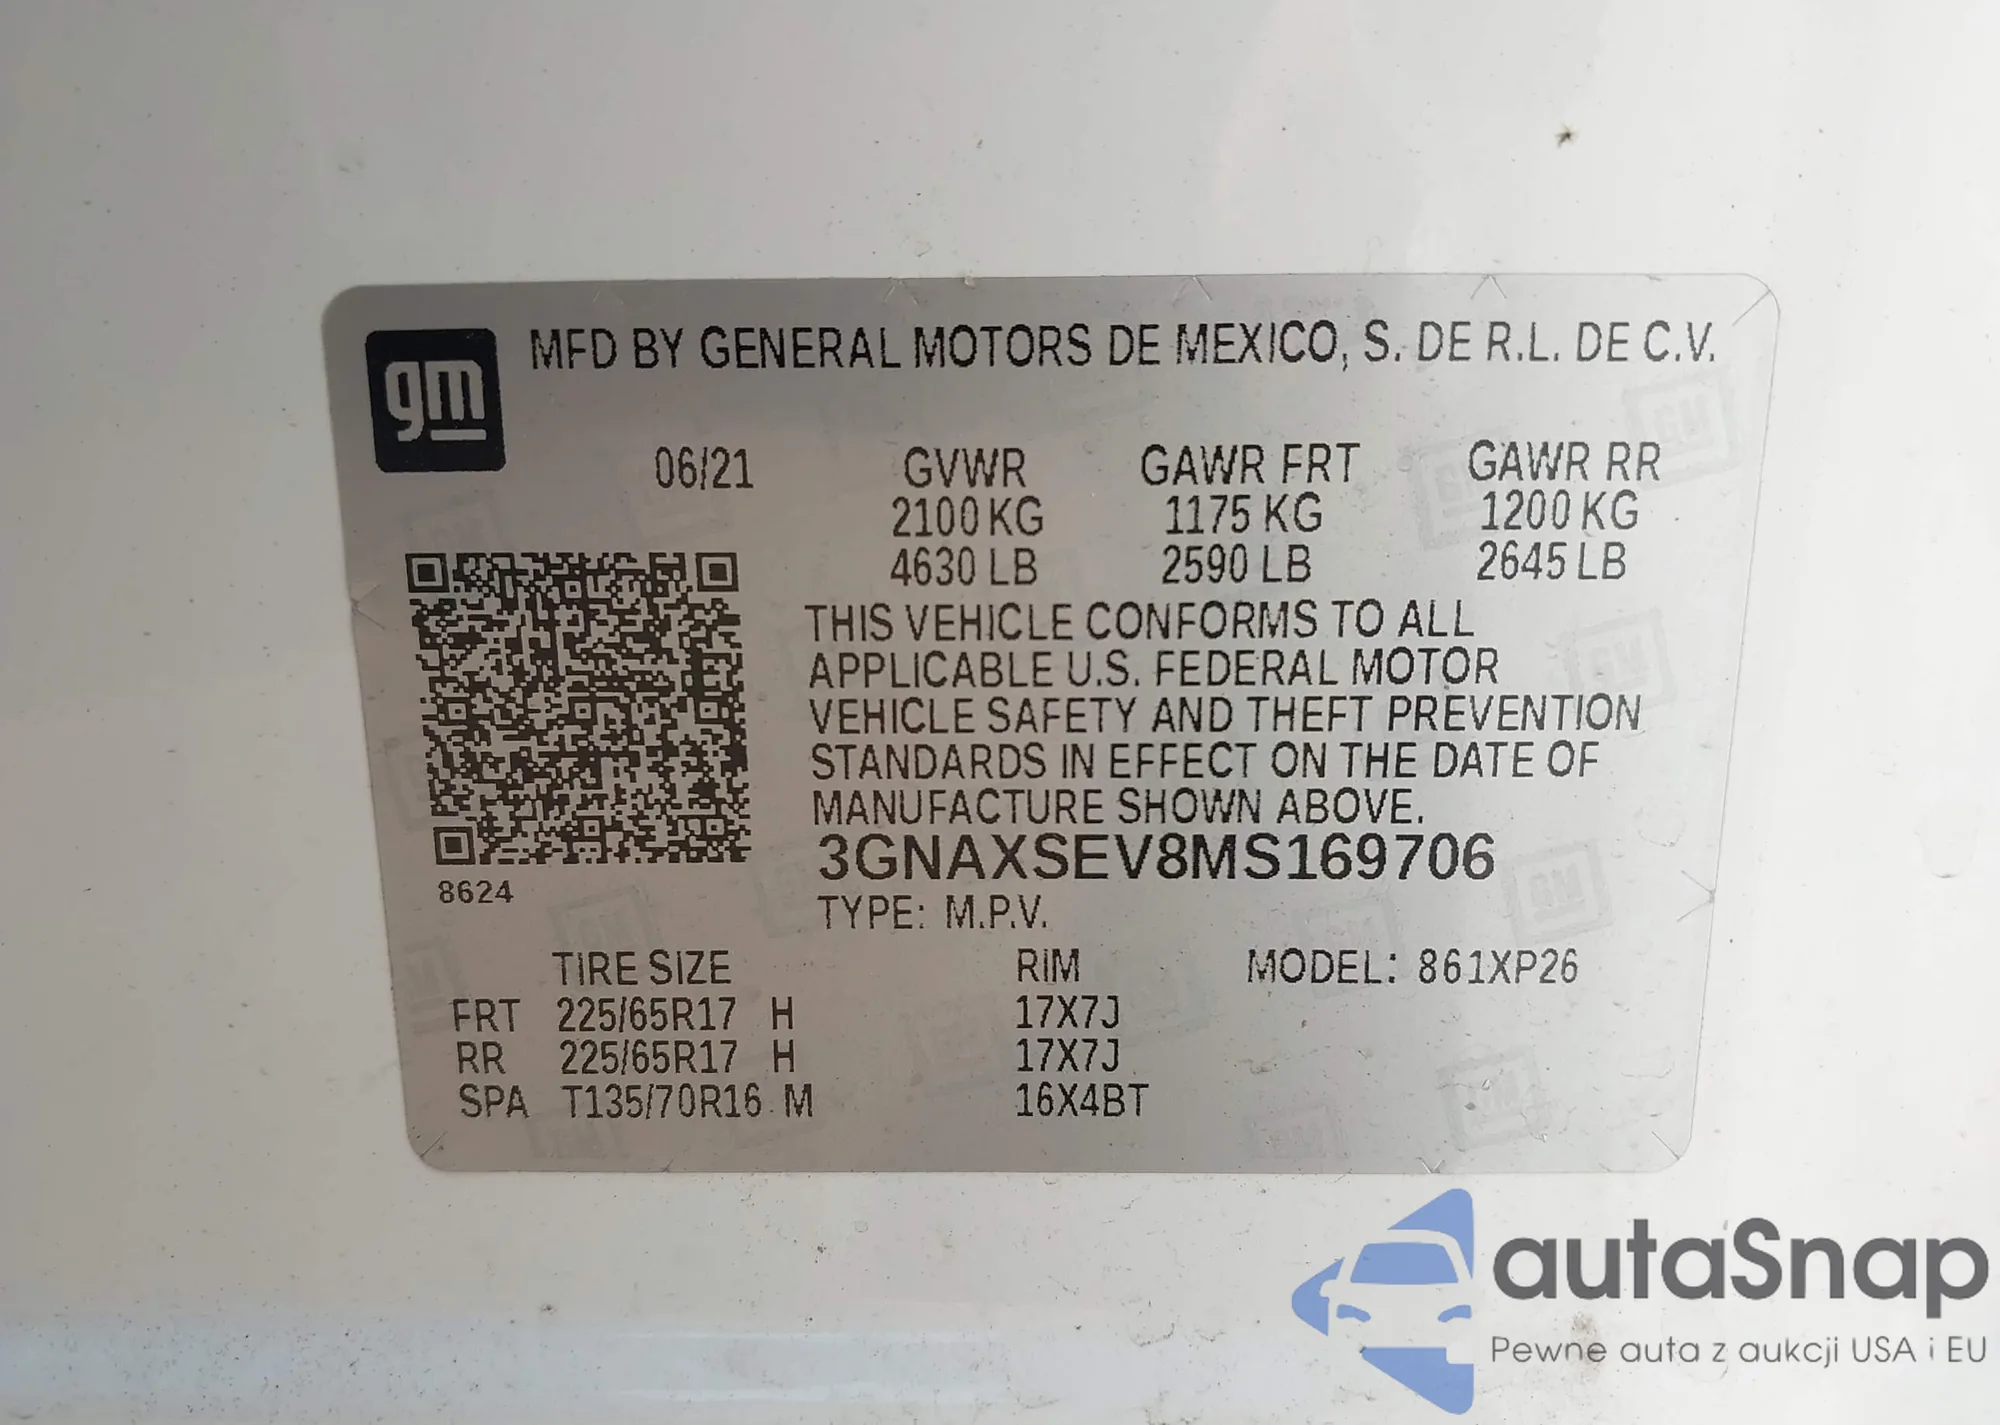 gm
MFD BY GENERAL MOTORS DE MEXICO, S. DE R.L. DE C.V.
06/21 GVWR GAWR FRT GAWR RR
2100 KG 1175 KG 1200 KG
4630 LB 2590 LB 2645 LB
THIS VEHICLE CONFORMS TO ALL
APPLICABLE U.S. FEDERAL MOTOR
VEHICLE SAFETY AND THEFT PREVENTION
STANDARDS IN EFFECT ON THE DATE OF
MANUFACTURE SHOWN ABOVE.
3GNAXSEV8MS169706
8624
TYPE: M.P.V.
TIRE SIZE RIM MODEL: 861XP26
FRT 225/65R17 H 17X7J
RR 225/65R17 H 17X7J
SPA T135/70R16 M 16X4BT
autaSnap
Pewne auta z aukcji USA i EU